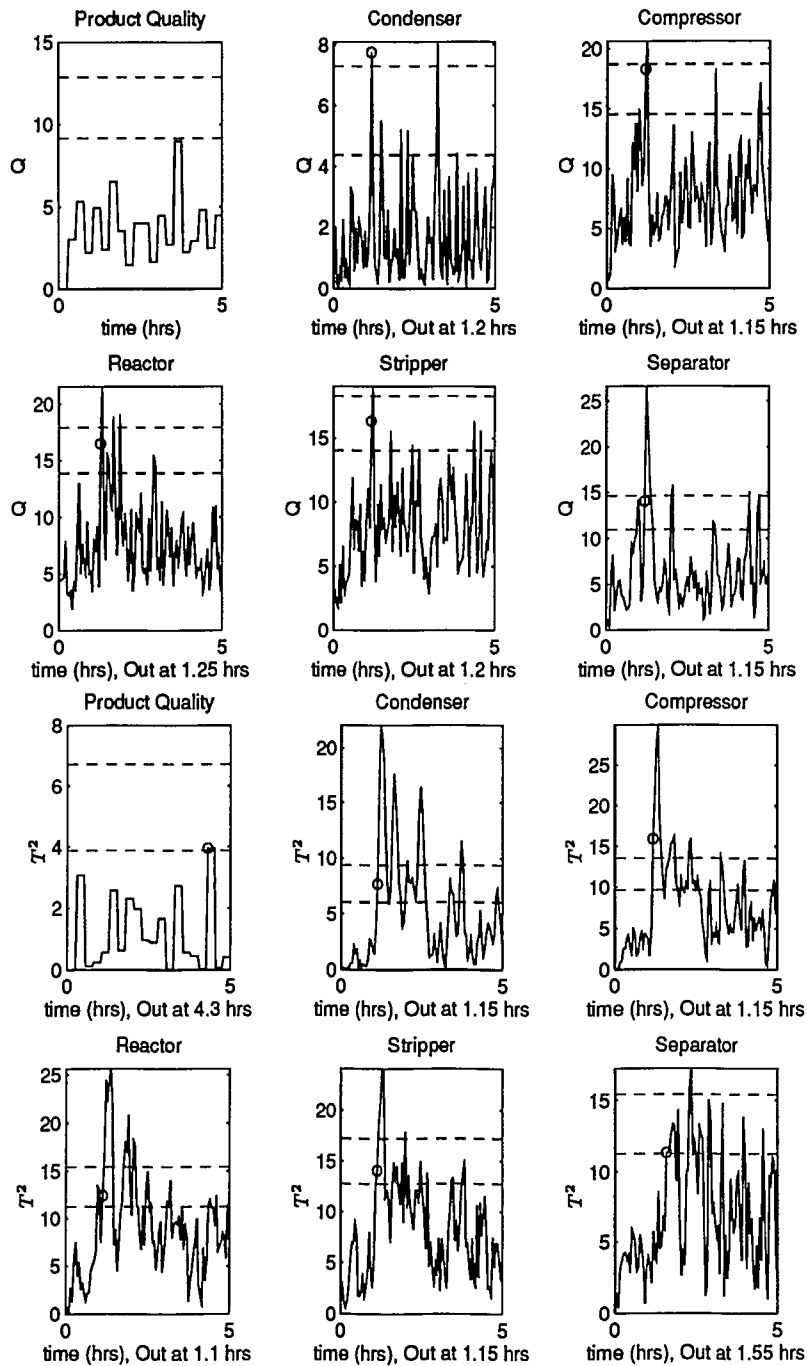 Product Quality
Condenser
Compressor
15
10
5
0
Q
0
5
time (hrs)
8
6
4
2
0
Q
0
5
time (hrs), Out at 1.2 hrs
20
15
10
5
0
Q
0
5
time (hrs), Out at 1.15 hrs
Reactor
Stripper
Separator
20
15
10
5
0
Q
0
5
time (hrs), Out at 1.25 hrs
15
10
5
0
Q
0
5
time (hrs), Out at 1.2 hrs
25
20
15
10
5
0
Q
0
5
time (hrs), Out at 1.15 hrs
Product Quality
Condenser
Compressor
8
6
4
2
0
T²
0
5
time (hrs), Out at 4.3 hrs
20
15
10
5
0
T²
0
5
time (hrs), Out at 1.15 hrs
25
20
15
10
5
0
T²
0
5
time (hrs), Out at 1.15 hrs
Reactor
Stripper
Separator
25
20
15
10
5
0
T²
0
5
time (hrs), Out at 1.1 hrs
20
15
10
5
0
T²
0
5
time (hrs), Out at 1.15 hrs
15
10
5
0
T²
0
5
time (hrs), Out at 1.55 hrs